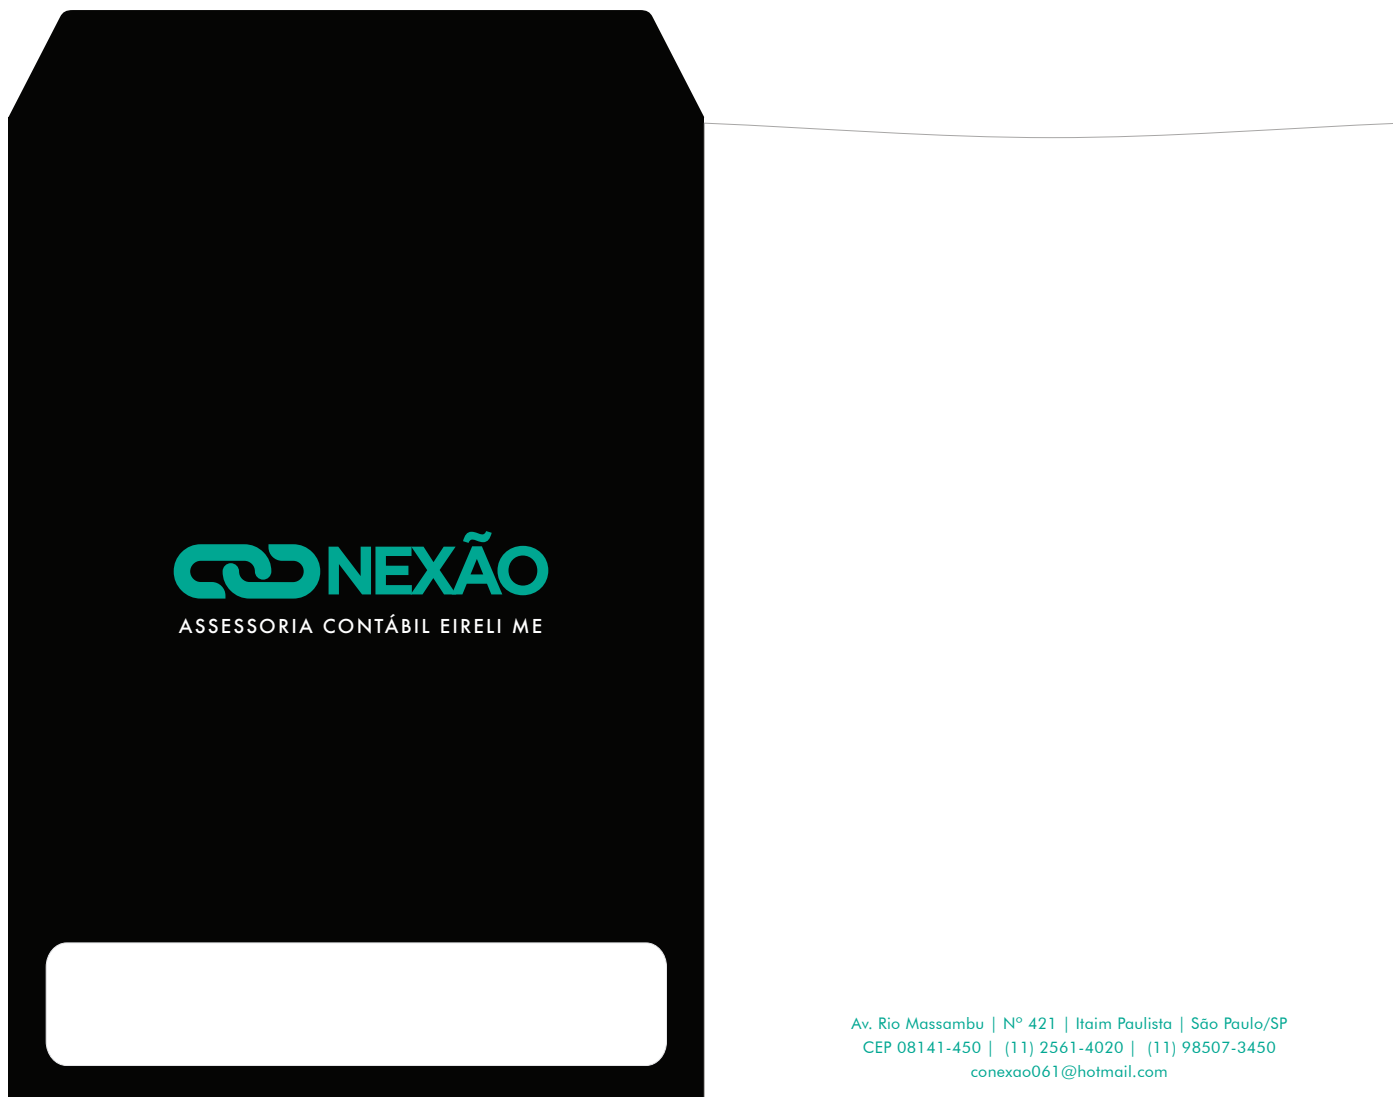 CONEXÃO
ASSESSORIA CONTÁBIL EIRELI ME
Av. Rio Massambu | Nº 421 | Itaim Paulista | São Paulo/SP
CEP 08141-450 | (11) 2561-4020 | (11) 98507-3450
conexao061@hotmail.com